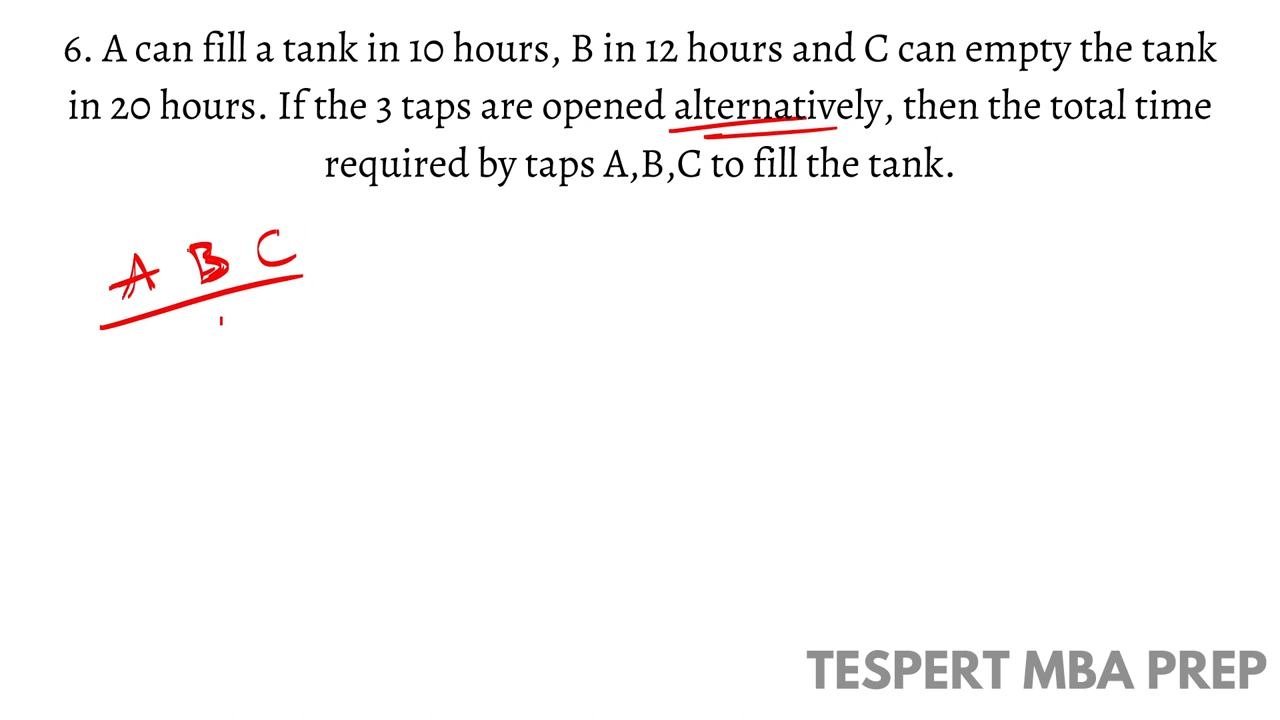 6. A can fill a tank in 10 hours, B in 12 hours and C can empty the tank
in 20 hours. If the 3 taps are opened alternatively, then the total time
required by taps A,B,C to fill the tank.
A B C
TESPERT MBA PREP